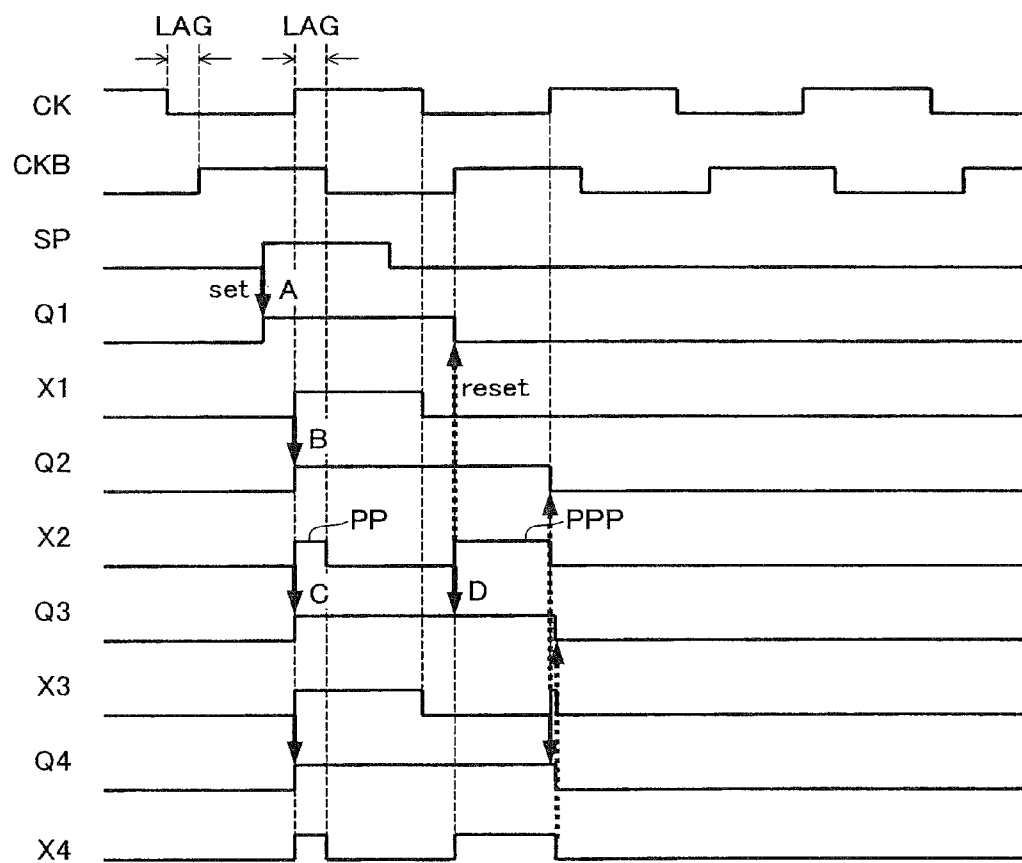 LAG LAG
CK
CKB
SP
set A
Q1
X1 reset
B
Q2
PP PPP
X2
C D
Q3
X3
Q4
X4